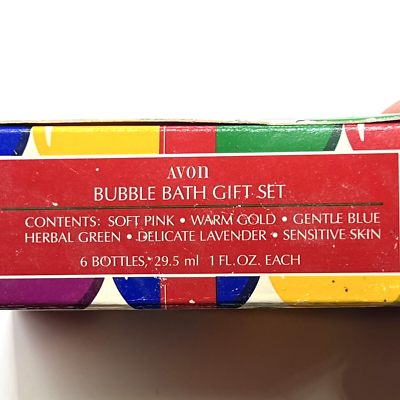 AVON
BUBBLE BATH GIFT SET
CONTENTS: SOFT PINK • WARM GOLD • GENTLE BLUE
HERBAL GREEN • DELICATE LAVENDER • SENSITIVE SKIN
6 BOTTLES, 29.5 ml 1 FL. OZ. EACH